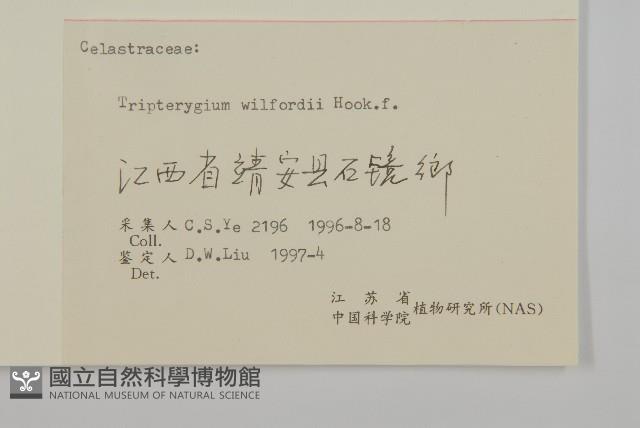 Celastraceae:
Tripterygium wilfordii Hook.f.
江西省靖安县石镜鄉
采集人 C.S.Ye 2196 1996-8-18
Coll.
鉴定人 D.W.Liu 1997-4
Det.
江苏省
中国科学院 植物研究所(NAS)
國立自然科學博物館
NATIONAL MUSEUM OF NATURAL SCIENCE